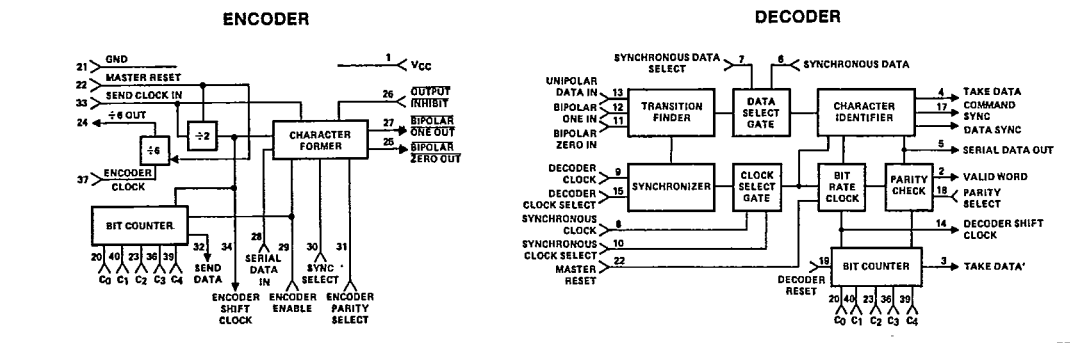 ENCODER
21 GND
22 MASTER RESET
33 SEND CLOCK IN
24 ÷6 OUT
÷2
÷6
37 ENCODER
CLOCK
1 VCC
26 OUTPUT
INHIBIT
27 BIPOLAR
ONE OUT
25 BIPOLAR
ZERO OUT
CHARACTER
FORMER
BIT COUNTER
20 40 23 36 39
C0 C1 C2 C3 C4
32
SEND
DATA
34
ENCODER
SHIFT
CLOCK
28
SERIAL
DATA
IN
29
ENCODER
ENABLE
30
SYNC
SELECT
31
ENCODER
PARITY
SELECT
DECODER
SYNCHRONOUS DATA
SELECT
7
6
SYNCHRONOUS DATA
UNIPOLAR
DATA IN 13
BIPOLAR 12
ONE IN
11
BIPOLAR
ZERO IN
TRANSITION
FINDER
DATA
SELECT
GATE
CHARACTER
IDENTIFIER
4 TAKE DATA
17 COMMAND
SYNC
DATA SYNC
5 SERIAL DATA OUT
DECODER
CLOCK 9
DECODER 15
CLOCK SELECT
SYNCHRONIZER
CLOCK
SELECT
GATE
BIT
RATE
CLOCK
PARITY
CHECK
2 VALID WORD
18 PARITY
SELECT
SYNCHRONOUS
CLOCK 8
SYNCHRONOUS 10
CLOCK SELECT
MASTER 22
RESET
14 DECODER SHIFT
CLOCK
19
DECODER
RESET
BIT COUNTER
3 TAKE DATA'
20 40 23 36 39
C0 C1 C2 C3 C4